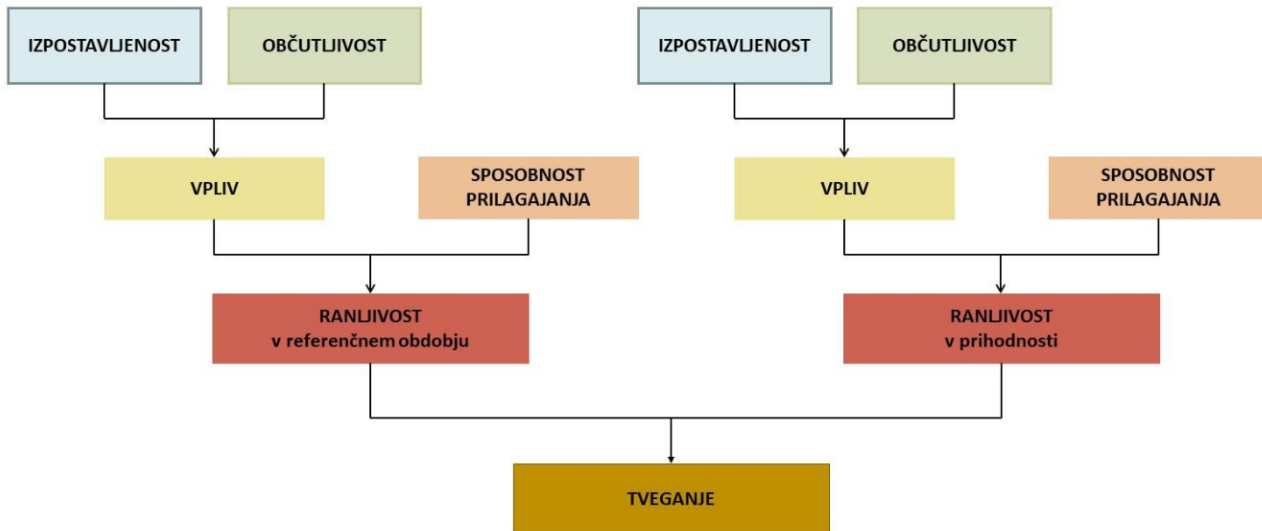 IZPOSTAVLJENOST
OBČUTLJIVOST
IZPOSTAVLJENOST
OBČUTLJIVOST
VPLIV
SPOSOBNOST
PRILAGAJANJA
VPLIV
SPOSOBNOST
PRILAGAJANJA
RANLJIVOST
v referenčnem obdobju
RANLJIVOST
v prihodnosti
TVEGANJE